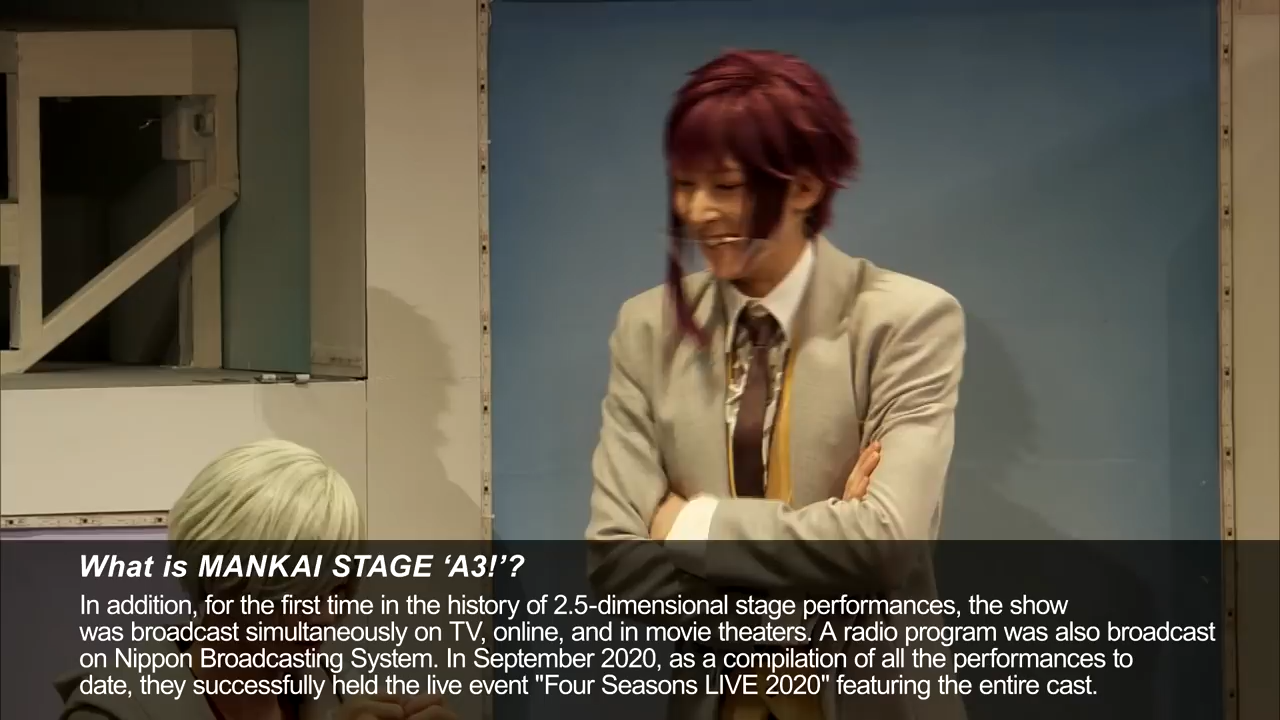 What is MANKAI STAGE ‘A3!’?
In addition, for the first time in the history of 2.5-dimensional stage performances, the show
was broadcast simultaneously on TV, online, and in movie theaters. A radio program was also broadcast
on Nippon Broadcasting System. In September 2020, as a compilation of all the performances to
date, they successfully held the live event "Four Seasons LIVE 2020" featuring the entire cast.